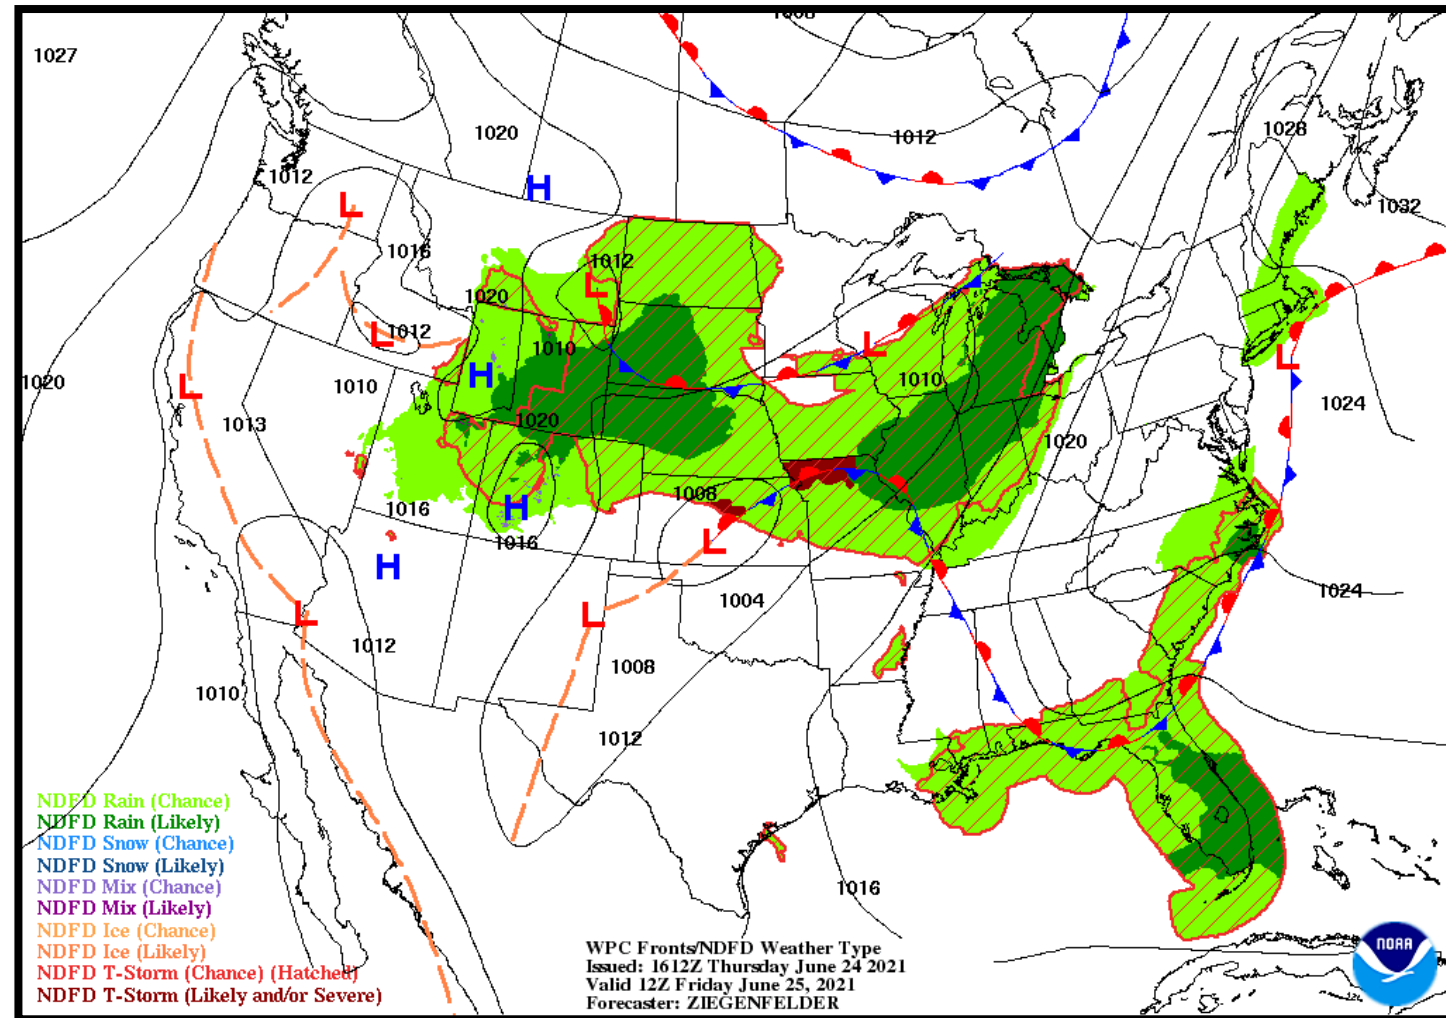 1008
1027
1020
1012
1028
1012
1032
1016
1012
1020
1012
1010
1020
1010
1010
1024
1013
1020
1020
1008
1016
1016
1004
1024
1012
1008
1010
1012
1016
L
H
L
L
L
H
L
L
L
H
L
H
L
L
NDFD Rain (Chance)
NDFD Rain (Likely)
NDFD Snow (Chance)
NDFD Snow (Likely)
NDFD Mix (Chance)
NDFD Mix (Likely)
NDFD Ice (Chance)
NDFD Ice (Likely)
NDFD T-Storm (Chance) (Hatched)
NDFD T-Storm (Likely and/or Severe)
WPC Fronts/NDFD Weather Type
Issued: 1612Z Thursday June 24 2021
Valid 12Z Friday June 25, 2021
Forecaster: ZIEGENFELDER
NOAA